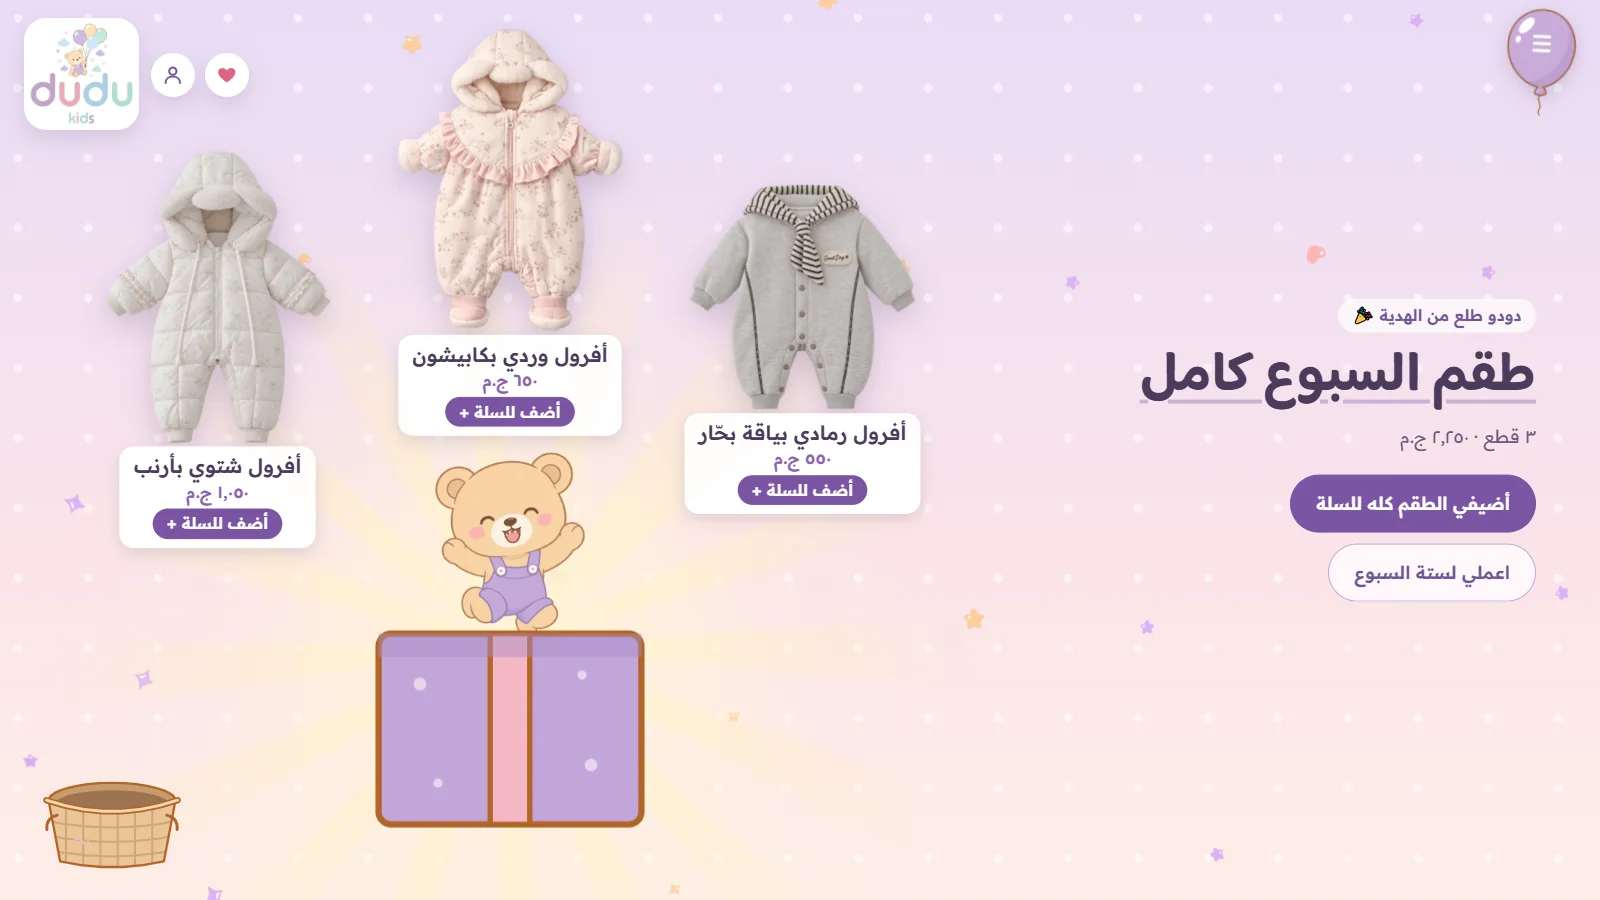 dudu
kids
دودو طلع من الهدية
طقم السبوع كامل
٣ قطع · ٢,٢٥٠ ج.م
أضيفي الطقم كله للسلة
اعملي لستة السبوع
أفرول رمادي بياقة بحّار
٥٥٠ ج.م
أضف للسلة +
أفرول وردي بكابيشون
٦٥٠ ج.م
أضف للسلة +
أفرول شتوي بأرنب
١,٠٥٠ ج.م
أضف للسلة +